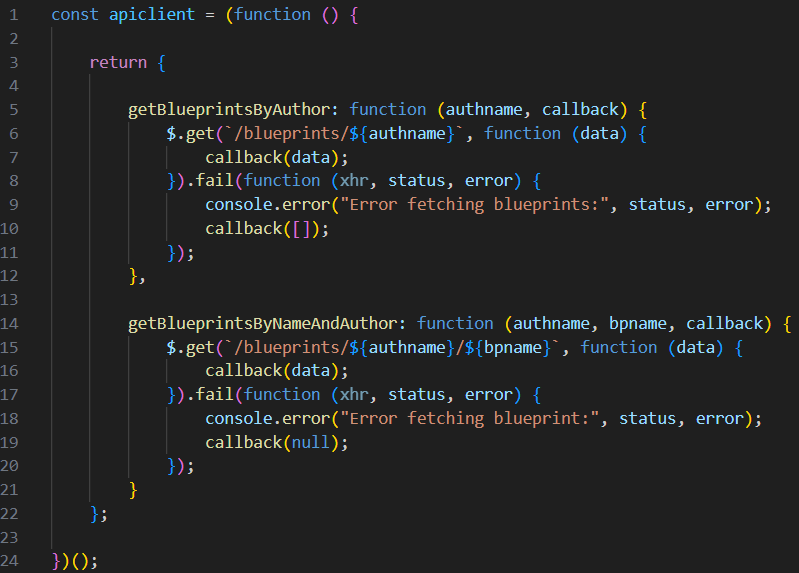 1 const apiclient = (function () {
2
3     return {
4
5         getBlueprintsByAuthor: function (authname, callback) {
6             $.get(`/blueprints/${authname}`, function (data) {
7                 callback(data);
8             }).fail(function (xhr, status, error) {
9                 console.error("Error fetching blueprints:", status, error);
10                 callback([]);
11             });
12         },
13
14         getBlueprintsByNameAndAuthor: function (authname, bpname, callback) {
15             $.get(`/blueprints/${authname}/${bpname}`, function (data) {
16                 callback(data);
17             }).fail(function (xhr, status, error) {
18                 console.error("Error fetching blueprint:", status, error);
19                 callback(null);
20             });
21         }
22     };
23
24 })();